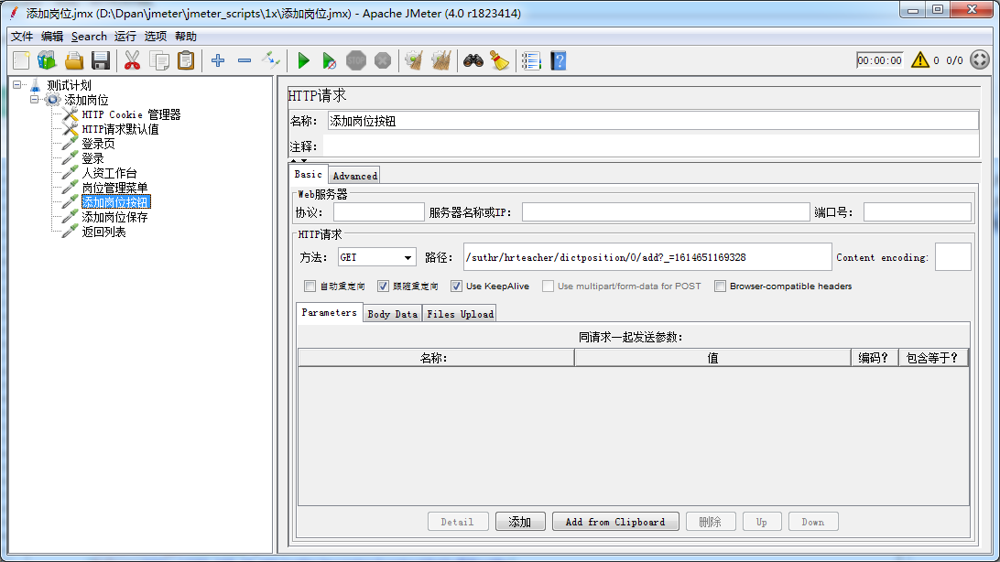 添加岗位.jmx (D:\Dpan\jmeter\jmeter_scripts\1x\添加岗位.jmx) - Apache JMeter (4.0 r1823414)
文件 编辑 Search 运行 选项 帮助
STOP
00:00:00 0 0/0
测试计划
添加岗位
HTTP Cookie 管理器
HTTP请求默认值
登录页
登录
人资工作台
岗位管理菜单
添加岗位按钮
添加岗位保存
返回列表
HTTP请求
名称: 添加岗位按钮
注释:
Basic Advanced
Web服务器
协议: 服务器名称或IP: 端口号:
HTTP请求
方法: GET 路径: /suthr/hrteacher/dictposition/0/add?_=1614651169328 Content encoding:
自动重定向 跟随重定向 Use KeepAlive Use multipart/form-data for POST Browser-compatible headers
Parameters Body Data Files Upload
同请求一起发送参数:
名称: 值 编码? 包含等于?
Detail 添加 Add from Clipboard 删除 Up Down